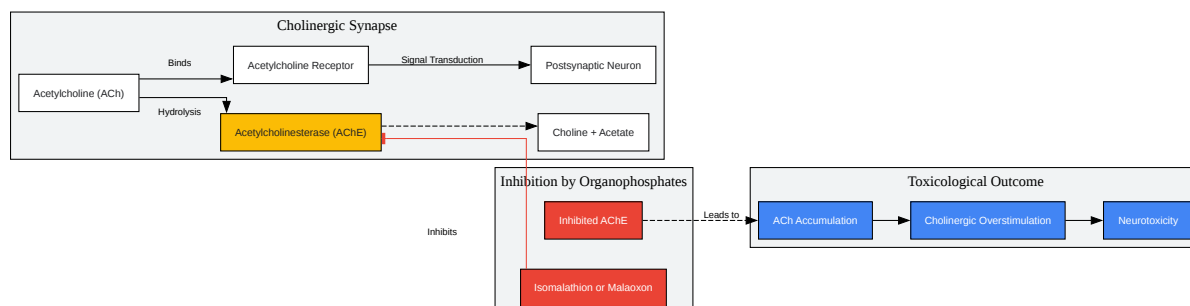 Cholinergic Synapse
Binds
Acetylcholine Receptor
Signal Transduction
Postsynaptic Neuron
Acetylcholine (ACh)
Hydrolysis
Acetylcholinesterase (AChE)
Choline + Acetate
Inhibition by Organophosphates
Toxicological Outcome
Inhibited AChE
Leads to
ACh Accumulation
Cholinergic Overstimulation
Neurotoxicity
Inhibits
Isomalathion or Malaoxon